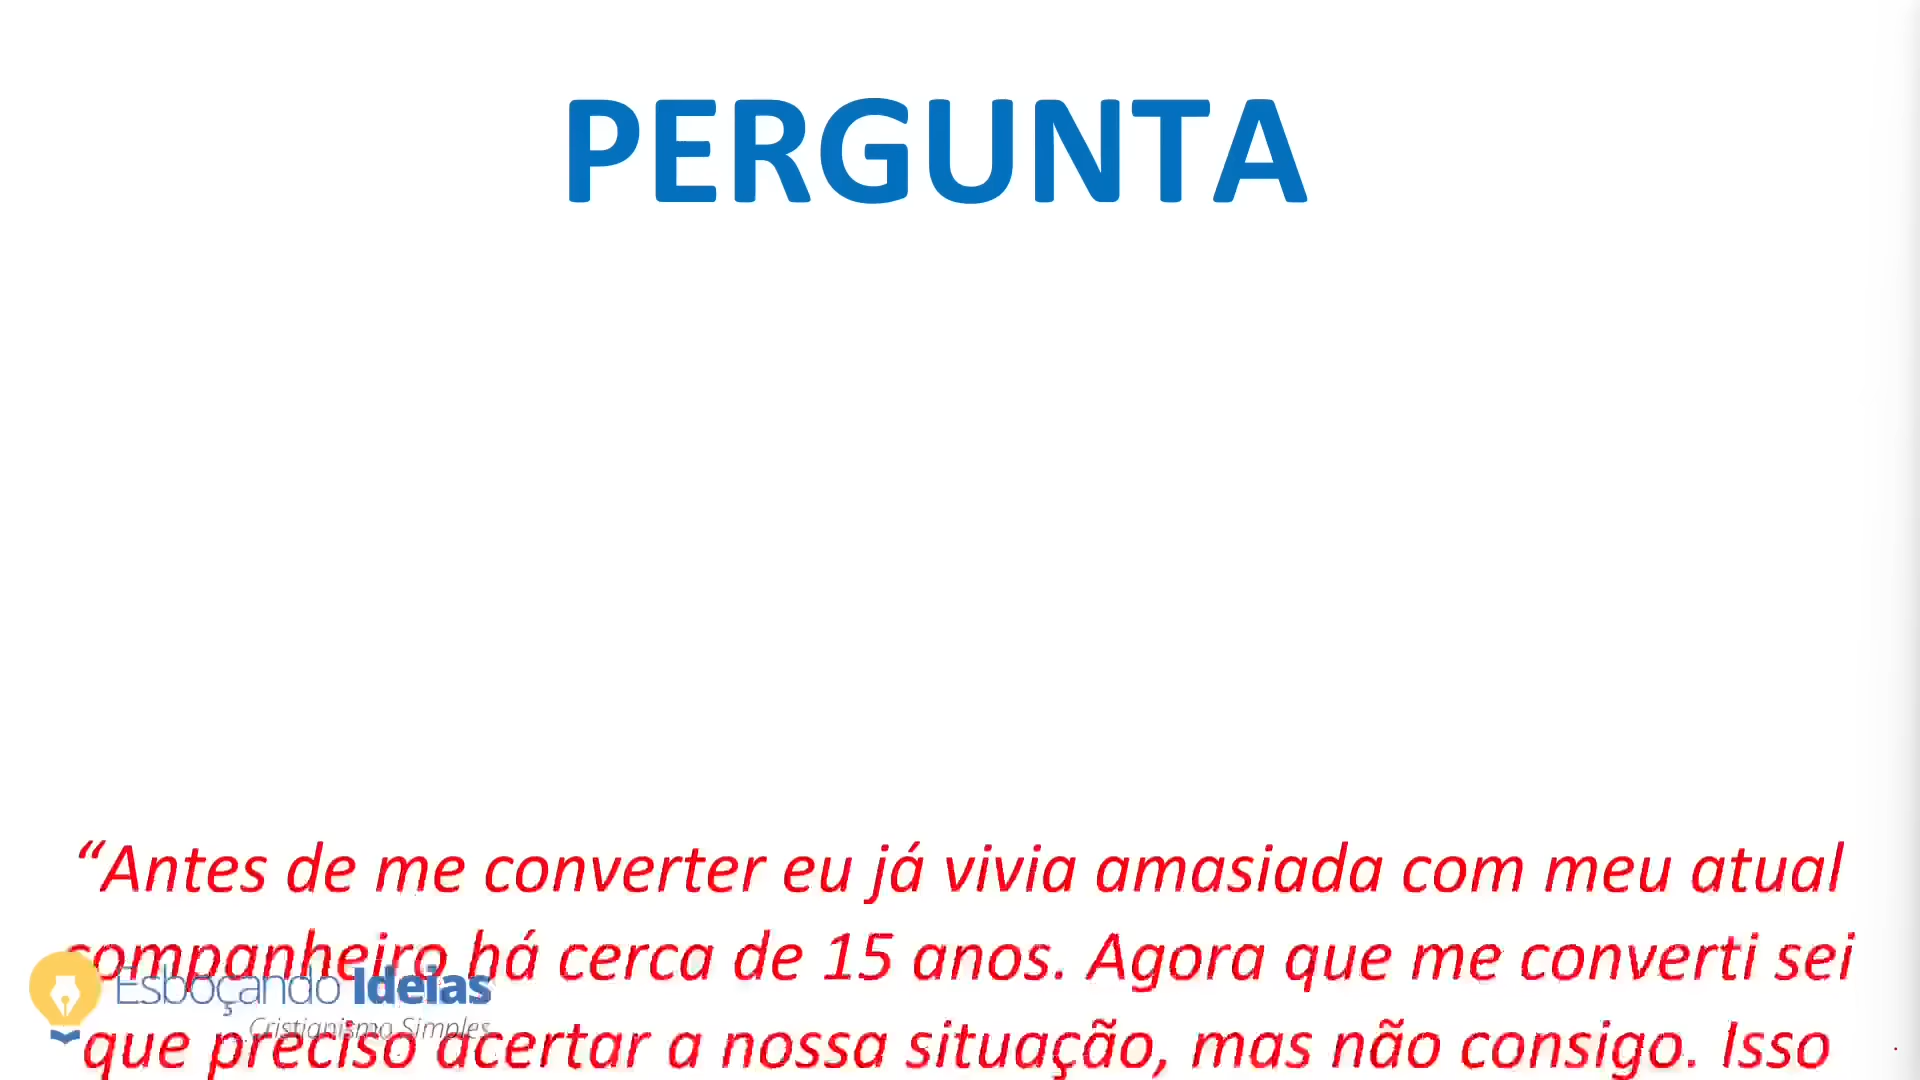 PERGUNTA
“Antes de me converter eu já vivia amasiada com meu atual
companheiro há cerca de 15 anos. Agora que me converti sei
Esboçando Ideias
Cristianismo Simples
que preciso acertar a nossa situação, mas não consigo. Isso